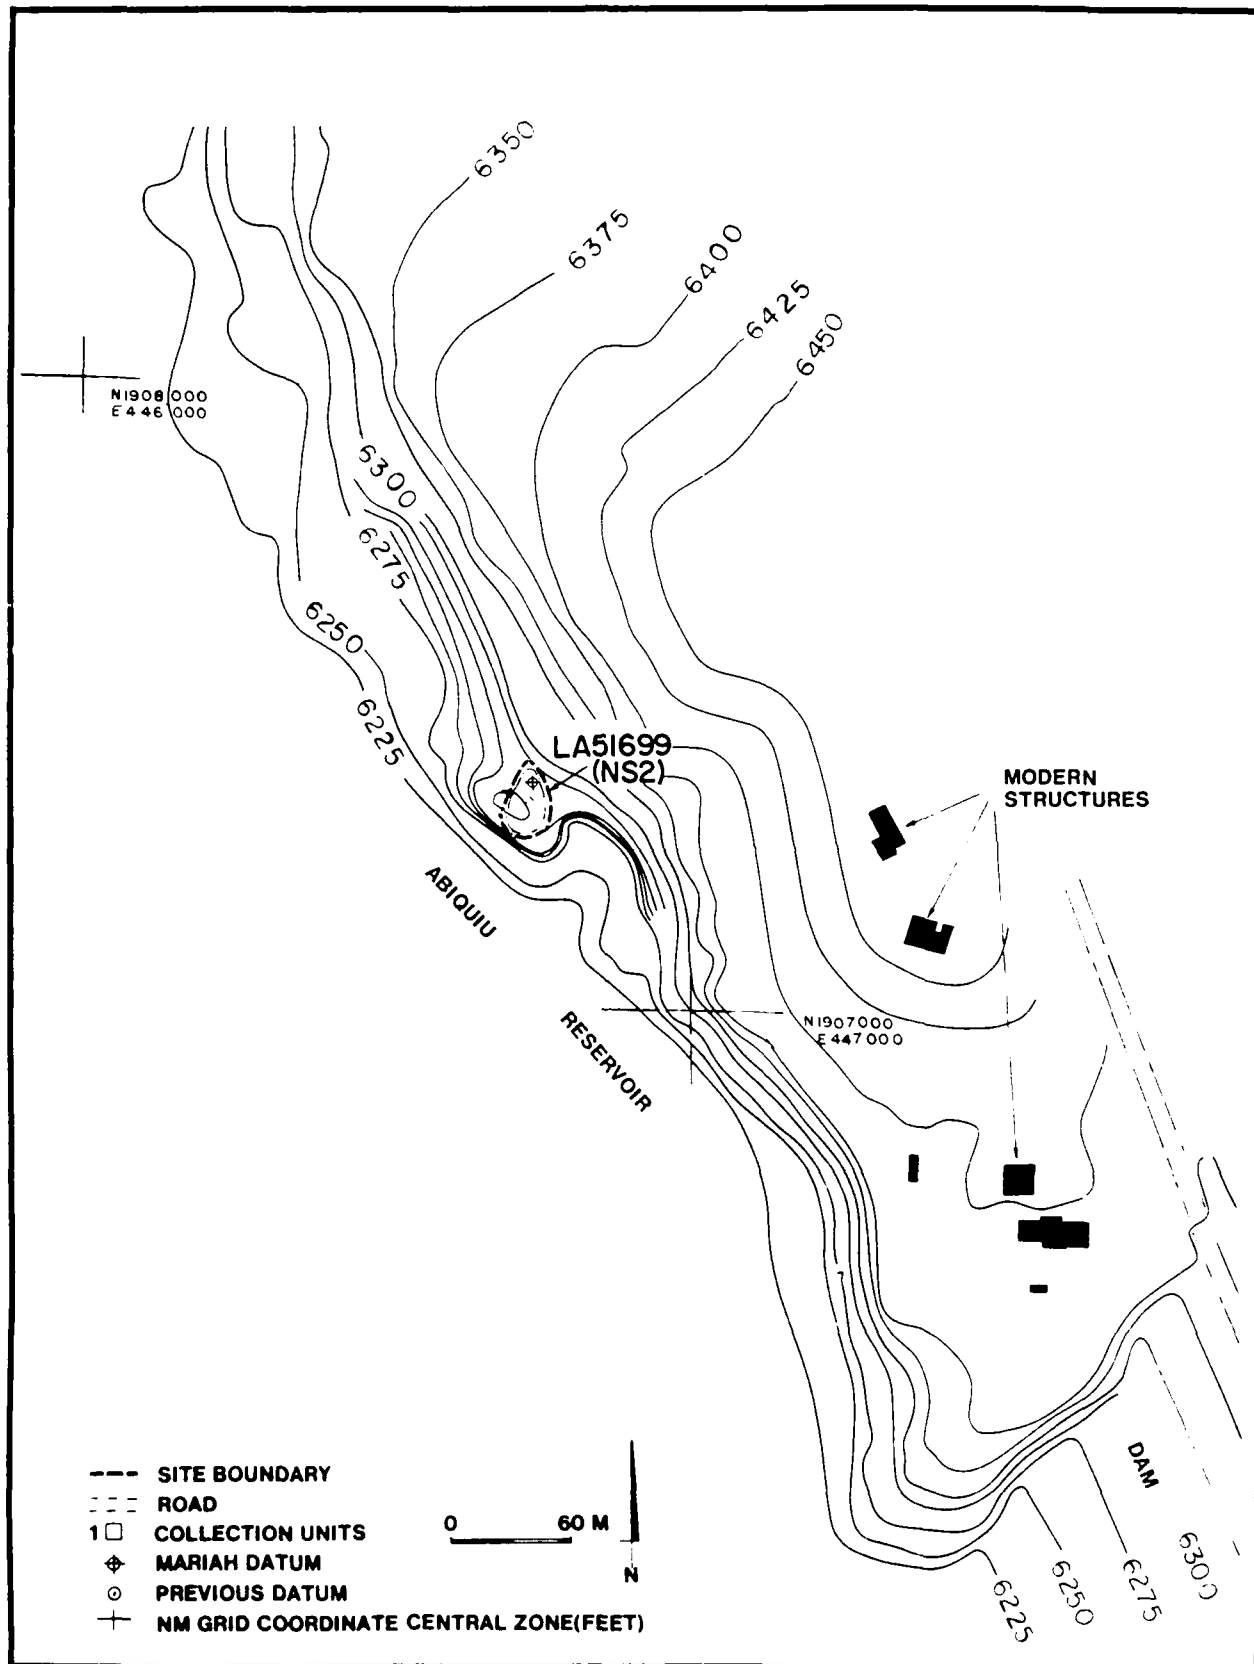 6350
6375
6400
6425
6450
N1908000
E446000
6300
6275
6250
6225
LA51699
(NS2)
MODERN
STRUCTURES
ABIQUIU
RESERVOIR
N1907000
E447000
DAM
SITE BOUNDARY
ROAD
1 COLLECTION UNITS
MARIAH DATUM
PREVIOUS DATUM
NM GRID COORDINATE CENTRAL ZONE(FEET)
0 60 M
N
6225
6250
6275
6300